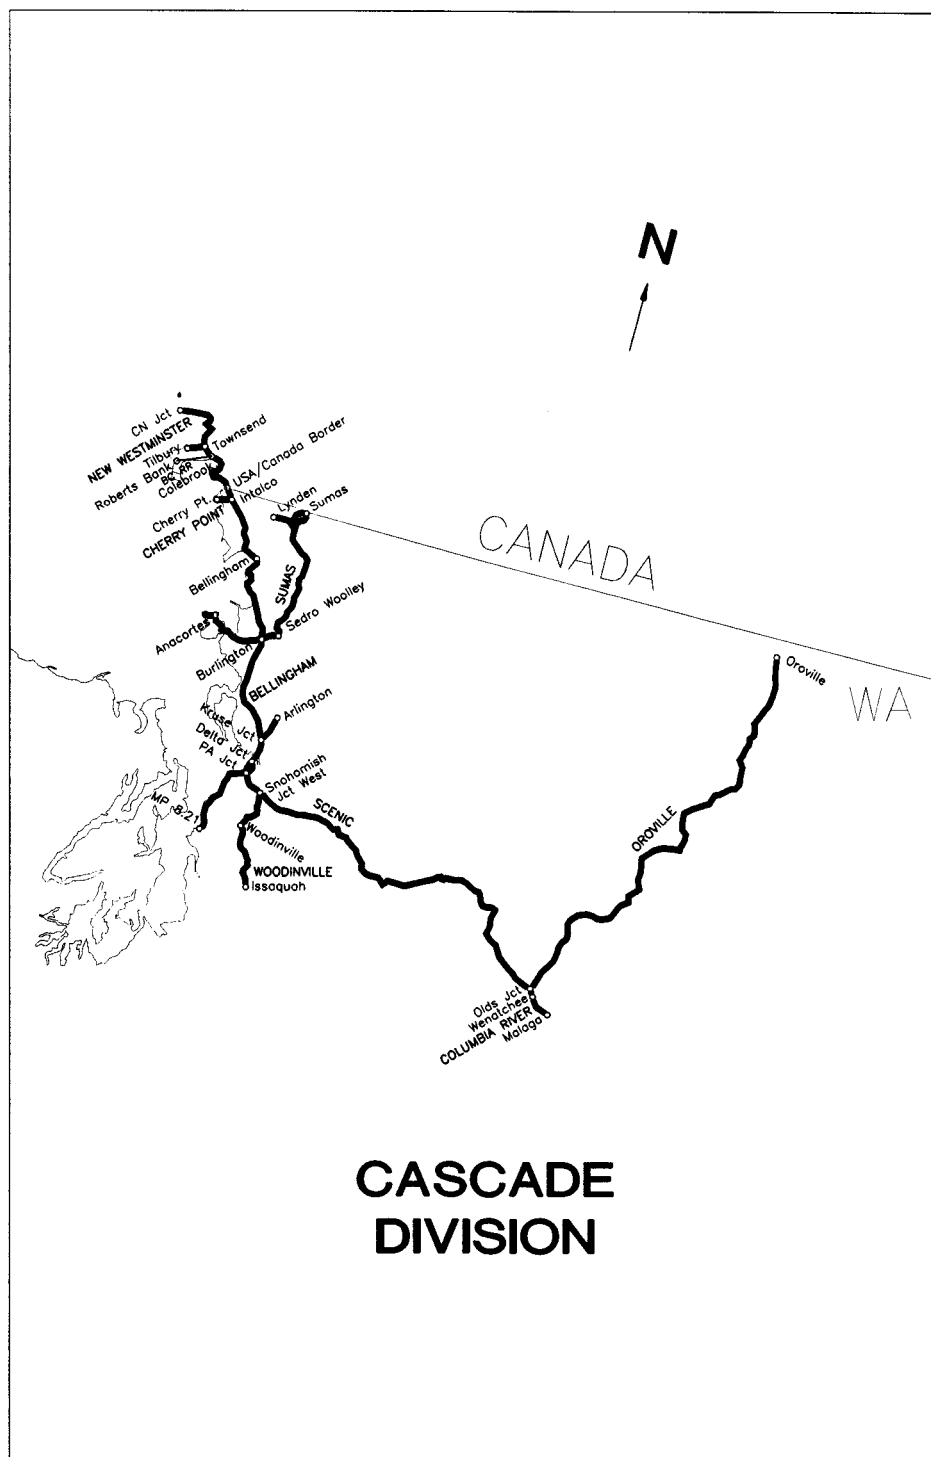 N
CN Jct
NEW WESTMINSTER
Townsend
Tilbury
Roberts Bank
BC RR
Colebrook
USA/Canada Border
Cherry Pt.
Intalco
CHERRY POINT
Lynden
Sumas
CANADA
Bellingham
SUMAS
Anacortes
Sedro Woolley
Burlington
Oroville
WA
BELLINGHAM
Arlington
Kruse Jct
Delta Jct
PA Jct
Snohomish
Jct West
MP 8.21
SCENIC
OROVILLE
Woodinville
WOODINVILLE
Issaquah
Olds Jct
Wenatchee
COLUMBIA RIVER
Malaga
CASCADE
DIVISION